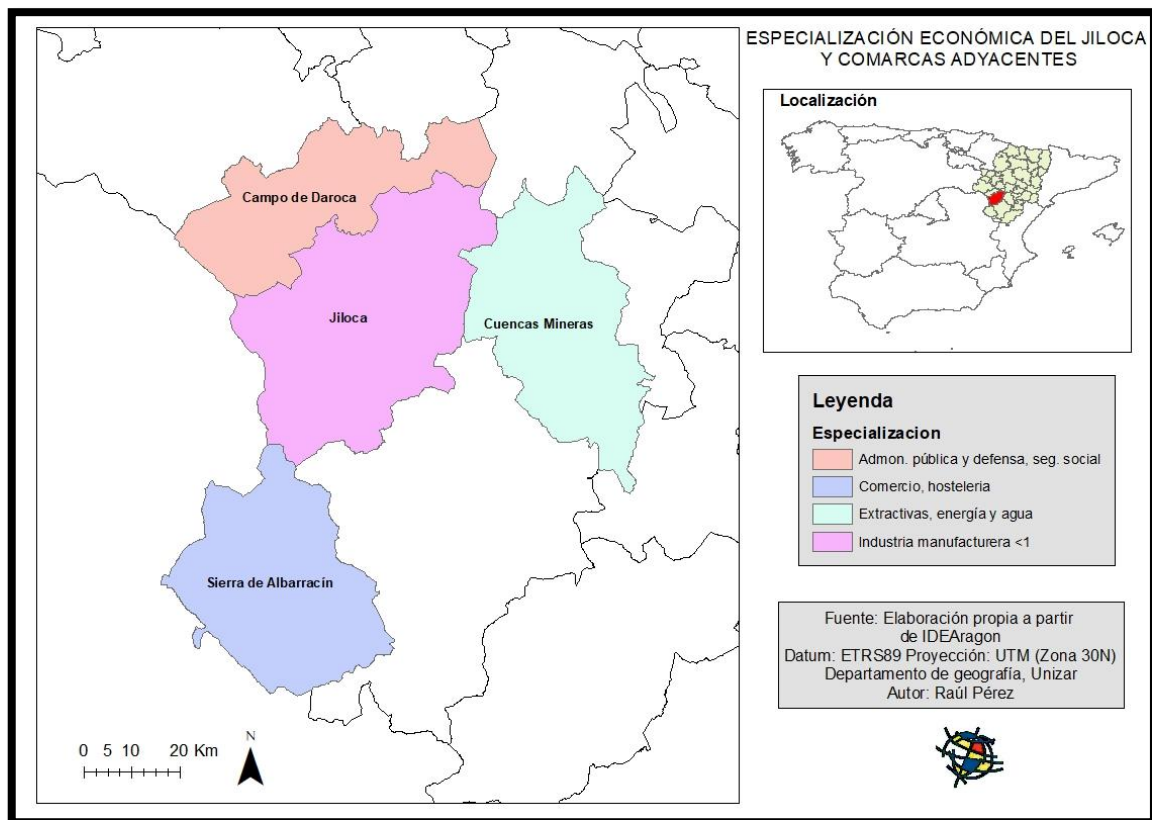 ESPECIALIZACIÓN ECONÓMICA DEL JILOCA
Y COMARCAS ADYACENTES
Localización
Campo de Daroca
Jiloca
Cuencas Mineras
Sierra de Albarracín
Leyenda
Especializacion
Admon. pública y defensa, seg. social
Comercio, hosteleria
Extractivas, energía y agua
Industria manufacturera <1
Fuente: Elaboración propia a partir
de IDEAragon
Datum: ETRS89 Proyección: UTM (Zona 30N)
Departamento de geografía, Unizar
Autor: Raúl Pérez
0 5 10 20 Km
N